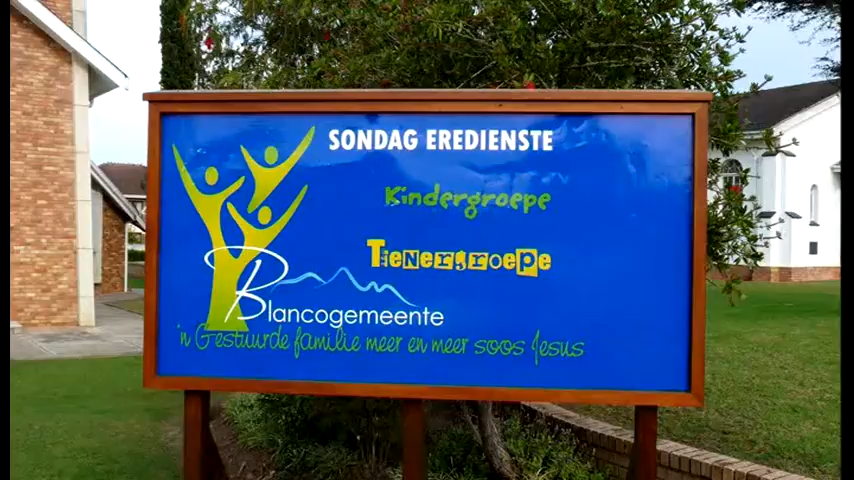 SONDAG EREDIENSTE
Kindergroepe
Tienergroepe
Blancogemeente
'n Gestuurde familie meer en meer soos Jesus